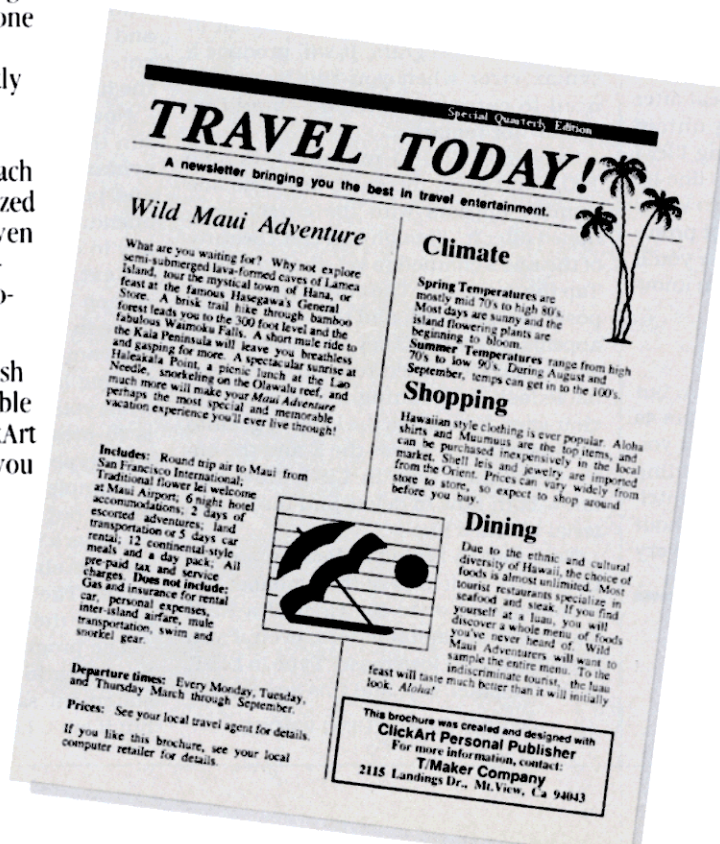 one
ly
ach
zed
ven
sh
ble
kArt
you
Special Quarterly Edition
TRAVEL TODAY!
A newsletter bringing you the best in travel entertainment.
Wild Maui Adventure
What are you waiting for? Why not explore
semi-submerged lava-formed caves of Lamea
Island, tour the mystical town of Hana, or
feast at the famous Hasegawa's General
Store. A brisk trail hike through bamboo
forest leads you to the 300 foot level and the
fabulous Waimoku Falls. A short mule ride to
the Kaia Peninsula will leave you breathless
and gasping for more. A spectacular sunrise at
Haleakala Point, a picnic lunch at the Lao
Needle, snorkeling on the Olawalu reef, and
much more will make your Maui Adventure
perhaps the most special and memorable
vacation experience you'll ever live through!
Includes: Round trip air to Maui from
San Francisco International;
Traditional flower lei welcome
at Maui Airport; 6 night hotel
accommodations; 2 days of
escorted adventures; land
transportation or 5 days car
rental; 12 continental-style
meals and a day pack; All
pre-paid tax and service
charges. Does not include:
Gas and insurance for rental
car, personal expenses,
inter-island airfare, mule
transportation, swim and
snorkel gear.
Departure times: Every Monday, Tuesday,
and Thursday March through September.
Prices: See your local travel agent for details.
If you like this brochure, see your local
computer retailer for details.
Climate
Spring Temperatures are
mostly mid 70's to high 80's.
Most days are sunny and the
island flowering plants are
beginning to bloom.
Summer Temperatures range from high
70's to low 90's. During August and
September, temps can get in to the 100's.
Shopping
Hawaiian style clothing is ever popular. Aloha
shirts and Muumuus are the top items, and
can be purchased inexpensively in the local
market. Shell leis and jewelry are imported
from the Orient. Prices can vary widely from
store to store, so expect to shop around
before you buy.
Dining
Due to the ethnic and cultural
diversity of Hawaii, the choice of
foods is almost unlimited. Most
tourist restaurants specialize in
seafood and steak. If you find
yourself at a luau, you will
discover a whole menu of foods
you've never heard of. Wild
Maui Adventurers will want to
sample the entire menu. To the
indiscriminate tourist, the luau
feast will taste much better than it will initially
look. Aloha!
This brochure was created and designed with
ClickArt Personal Publisher
For more information, contact:
T/Maker Company
2115 Landings Dr., Mt.View, Ca 94043